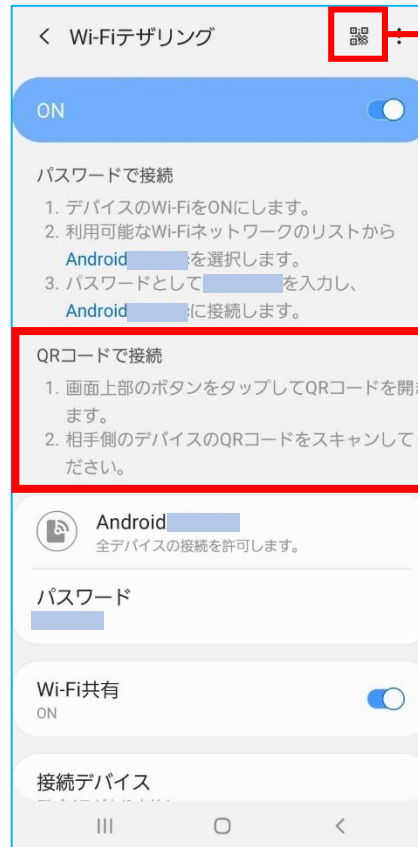 Wi-Fiテザリング
ON
パスワードで接続
1. デバイスのWi-FiをONにします。
2. 利用可能なWi-Fiネットワークのリストから
Android を選択します。
3. パスワードとして を入力し、
Android に接続します。
QRコードで接続
1. 画面上部のボタンをタップしてQRコードを開き
ます。
2. 相手側のデバイスのQRコードをスキャンして
ださい。
Android
全デバイスの接続を許可します。
パスワード
Wi-Fi共有
ON
接続デバイス